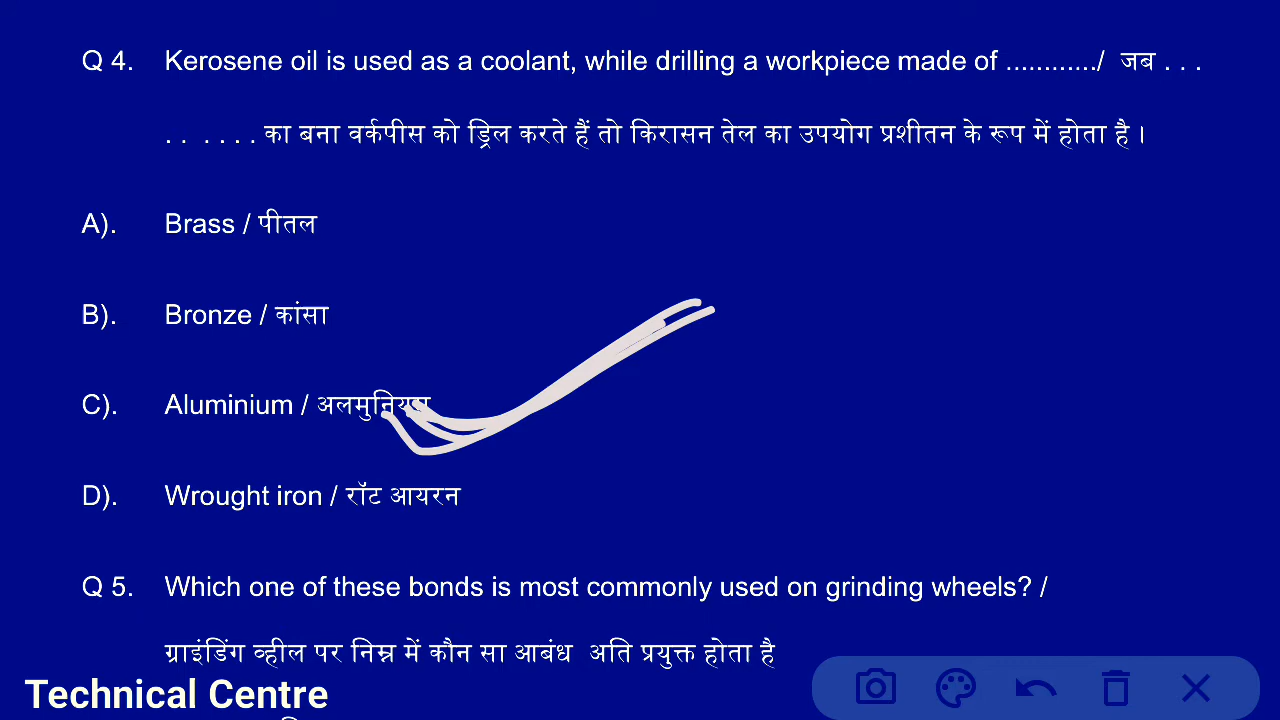 Q 4. Kerosene oil is used as a coolant, while drilling a workpiece made of ............/ जब . . .
. . . . . . का बना वर्कपीस को ड्रिल करते हैं तो किरासन तेल का उपयोग प्रशीतन के रूप में होता है ।
A). Brass / पीतल
B). Bronze / कांसा
C). Aluminium / अलमुनियम
D). Wrought iron / रॉट आयरन
Q 5. Which one of these bonds is most commonly used on grinding wheels? /
ग्राइंडिंग व्हील पर निम्न में कौन सा आबंध अति प्रयुक्त होता है
Technical Centre